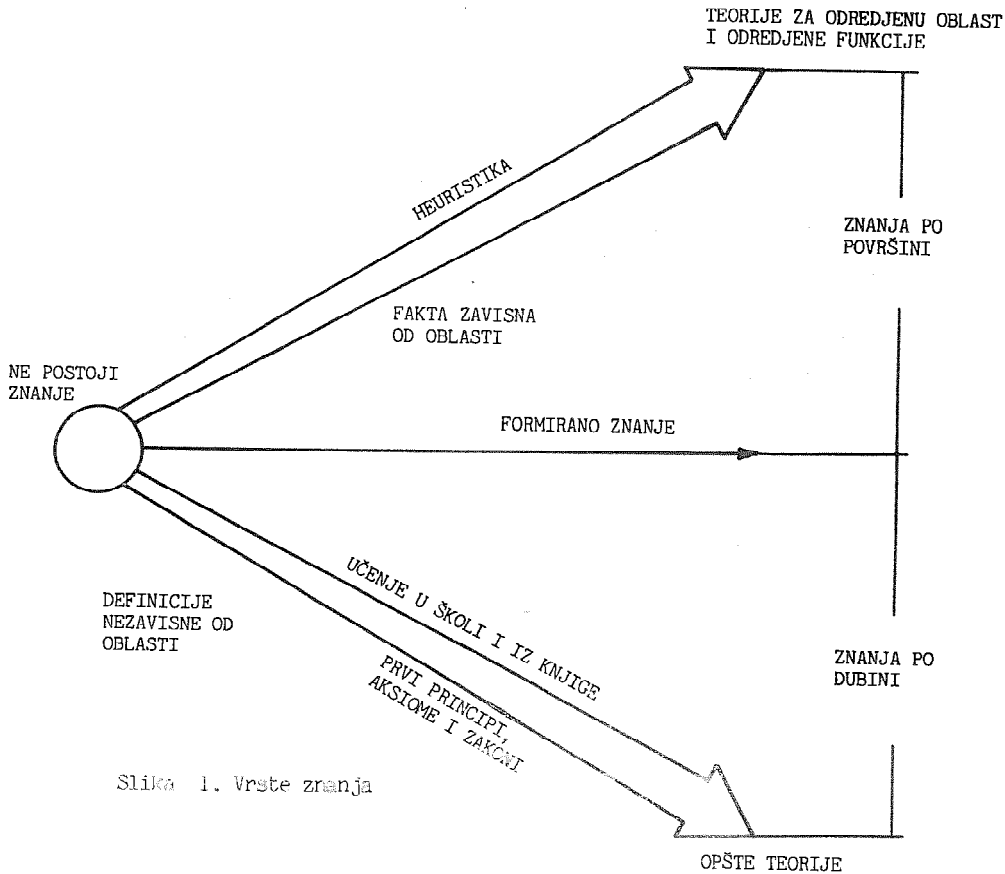 TEORIJE ZA ODREDJENU OBLAST
I ODREDJENE FUNKCIJE
HEURISTIKA
ZNANJA PO
POVRŠINI
FAKTA ZAVISNA
OD OBLASTI
NE POSTOJI
ZNANJE
FORMIRANO ZNANJE
UČENJE U ŠKOLI I IZ KNJIGE
DEFINICIJE
NEZAVISNE OD
OBLASTI
PRVI PRINCIPI,
AKSIOME I ZAKONI
ZNANJA PO
DUBINI
Slika 1. Vrste znanja
OPŠTE TEORIJE